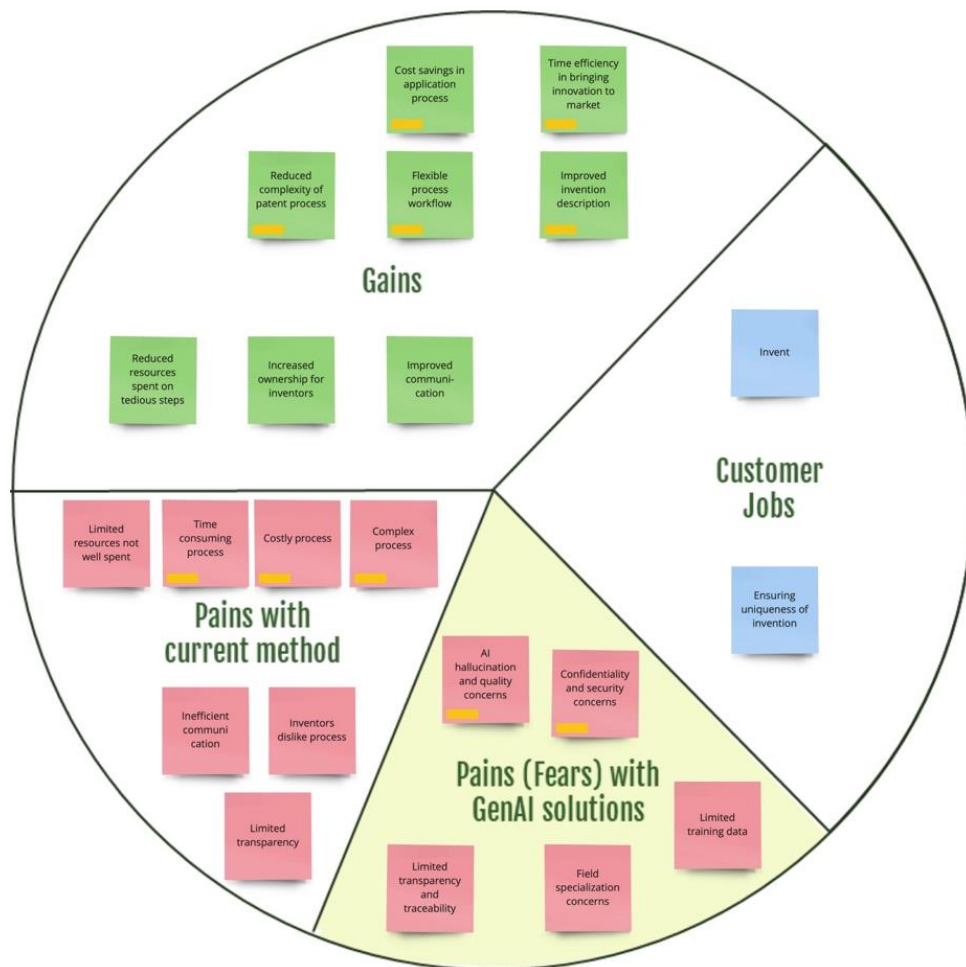 Cost savings in
application
process
Time efficiency
in bringing
innovation to
market
Reduced
complexity of
patent process
Flexible
process
workflow
Improved
invention
description
Gains
Reduced
resources
spent on
tedious steps
Increased
ownership for
inventors
Improved
communi-
cation
Invent
Customer
Jobs
Ensuring
uniqueness of
invention
Limited
resources not
well spent
Time
consuming
process
Costly process
Complex
process
Pains with
current method
Inefficient
communi
cation
Inventors
dislike process
Limited
transparency
AI
hallucination
and quality
concerns
Confidentiality
and security
concerns
Pains (Fears) with
GenAI solutions
Limited
training data
Limited
transparency
and
traceability
Field
specialization
concerns